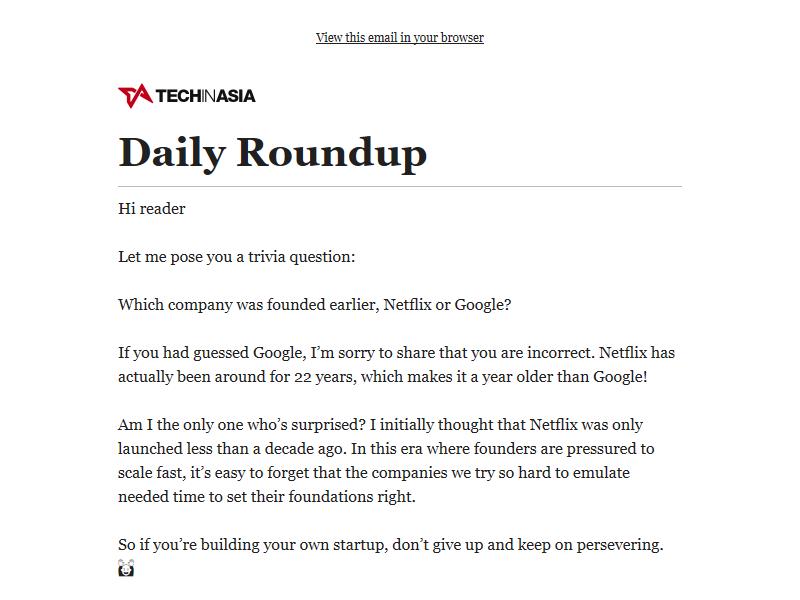 View this email in your browser
TECHINASIA
Daily Roundup
Hi reader
Let me pose you a trivia question:
Which company was founded earlier, Netflix or Google?
If you had guessed Google, I’m sorry to share that you are incorrect. Netflix has
actually been around for 22 years, which makes it a year older than Google!
Am I the only one who’s surprised? I initially thought that Netflix was only
launched less than a decade ago. In this era where founders are pressured to
scale fast, it’s easy to forget that the companies we try so hard to emulate
needed time to set their foundations right.
So if you’re building your own startup, don’t give up and keep on persevering.